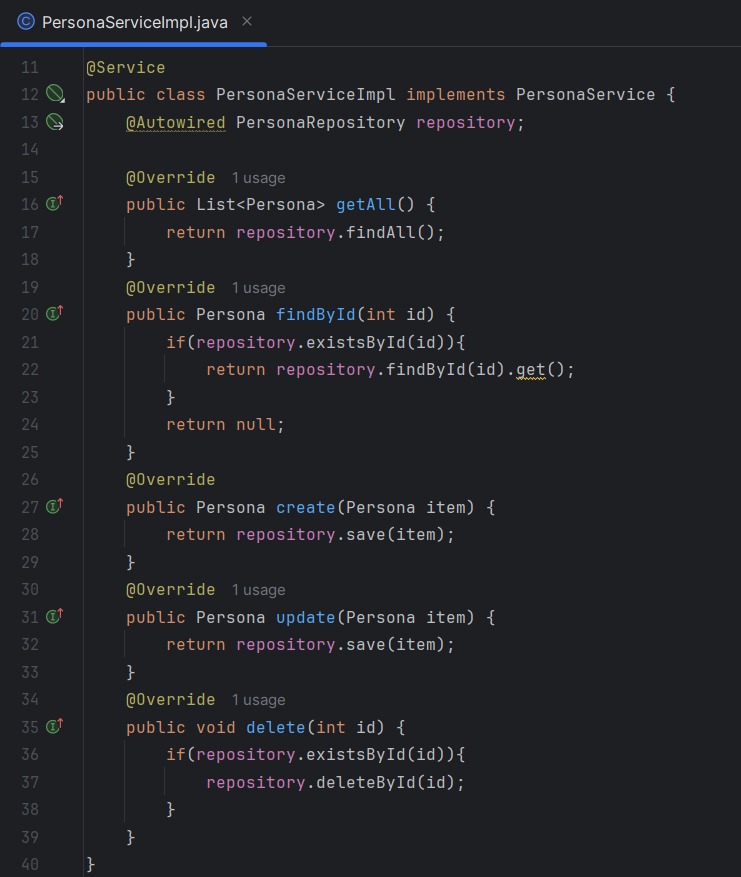 PersonaServiceImpl.java
11 @Service
12 public class PersonaServiceImpl implements PersonaService {
13     @Autowired PersonaRepository repository;
14
15     @Override 1 usage
16     public List<Persona> getAll() {
17         return repository.findAll();
18     }
19     @Override 1 usage
20     public Persona findById(int id) {
21         if(repository.existsById(id)){
22             return repository.findById(id).get();
23         }
24         return null;
25     }
26     @Override
27     public Persona create(Persona item) {
28         return repository.save(item);
29     }
30     @Override 1 usage
31     public Persona update(Persona item) {
32         return repository.save(item);
33     }
34     @Override 1 usage
35     public void delete(int id) {
36         if(repository.existsById(id)){
37             repository.deleteById(id);
38         }
39     }
40 }